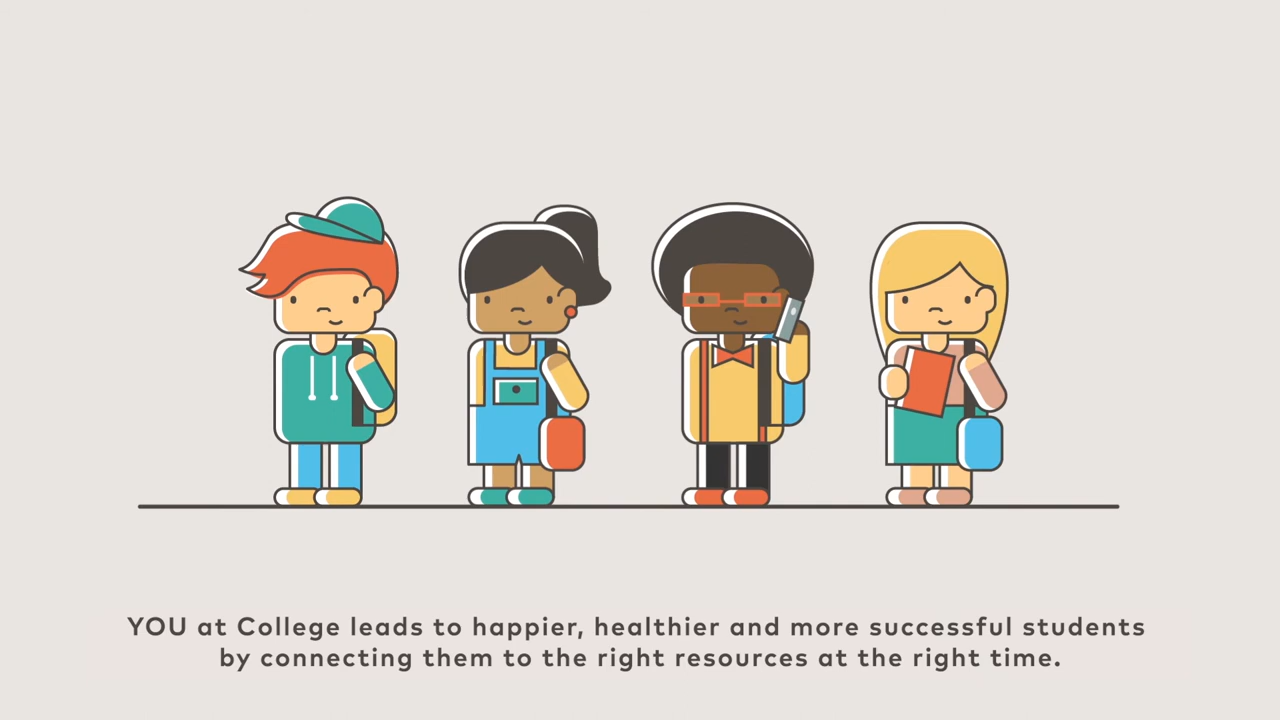 YOU at College leads to happier, healthier and more successful students
by connecting them to the right resources at the right time.